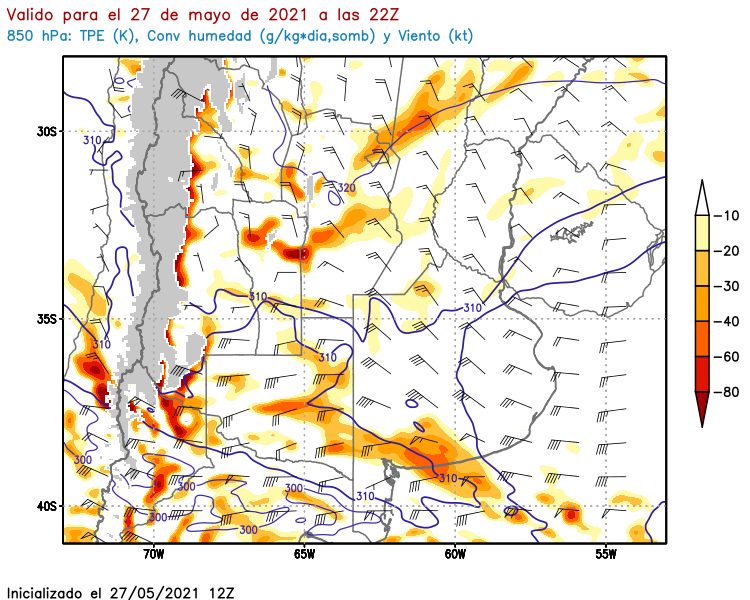 Valido para el 27 de mayo de 2021 a las 22Z
850 hPa: TPE (K), Conv humedad (g/kg*dia,somb) y Viento (kt)
30S
35S
40S
70W
65W
60W
55W
310
320
310
310
310
310
300
300
300
310
310
300
300
-10
-20
-30
-40
-60
-80
Inicializado el 27/05/2021 12Z